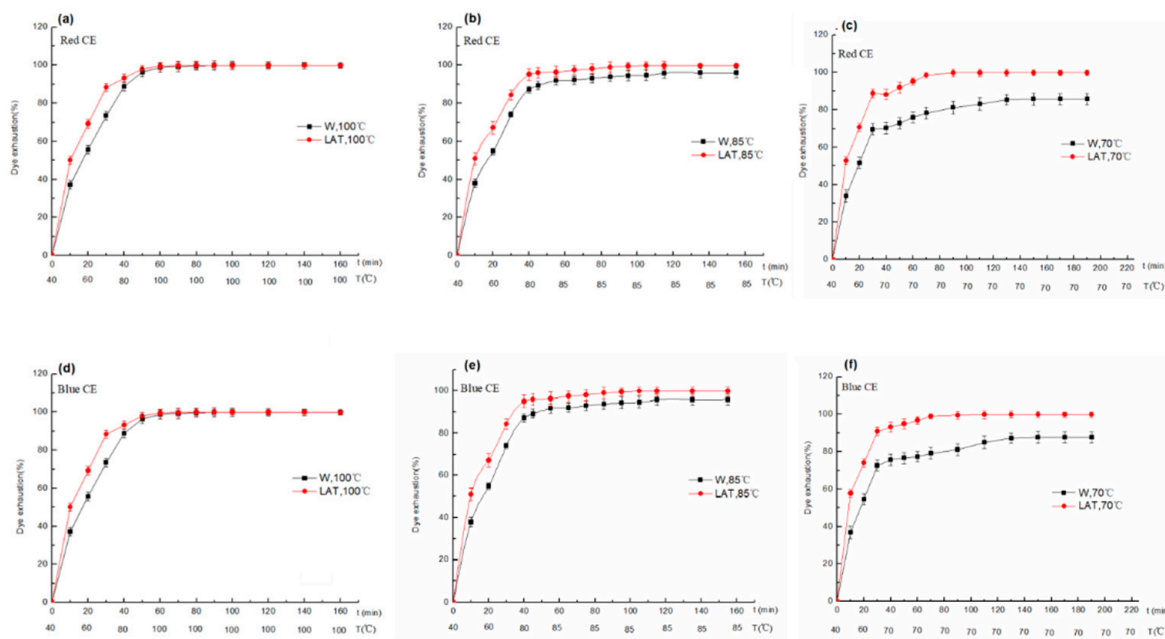 (a)
Red CE
Dye exhaustion(%)
120
100
80
60
40
20
0
W,100℃
LAT,100℃
0 20 40 60 80 100 120 140 160 t (min)
40 60 80 100 100 100 100 100 100 T(℃)
(b)
Red CE
Dye exhaustion(%)
120
100
80
60
40
20
0
W,85℃
LAT,85℃
0 20 40 60 80 100 120 140 160 t (min)
40 60 85 85 85 85 85 85 85 T(℃)
(c)
Red CE
Dye exhaustion(%)
120
100
80
60
40
20
0
W,70℃
LAT,70℃
0 20 40 60 80 100 120 140 160 180 200 220 t (min)
40 60 70 70 70 70 70 70 70 70 70 70 T(℃)
(d)
Blue CE
Dye exhaustion(%)
120
100
80
60
40
20
0
W,100℃
LAT,100℃
0 20 40 60 80 100 120 140 160 t (min)
40 60 80 100 100 100 100 100 100 T(℃)
(e)
Blue CE
Dye exhaustion(%)
100
80
60
40
20
0
W,85℃
LAT,85℃
0 20 40 60 80 100 120 140 160 t (min)
40 60 80 85 85 85 85 85 85 T(℃)
(f)
Blue CE
Dye exhaustion(%)
120
100
80
60
40
20
0
W,70℃
LAT,70℃
0 20 40 60 80 100 120 140 160 180 200 220 t (min)
40 60 70 70 70 70 70 70 70 70 70 70 T(℃)